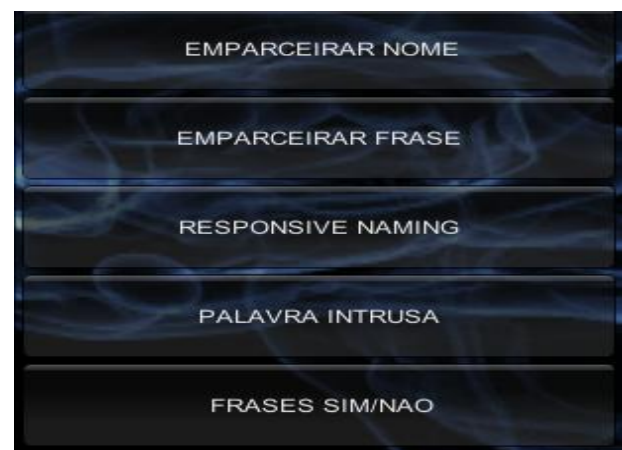 EMPARCEIRAR NOME
EMPARCEIRAR FRASE
RESPONSIVE NAMING
PALAVRA INTRUSA
FRASES SIM/NAO